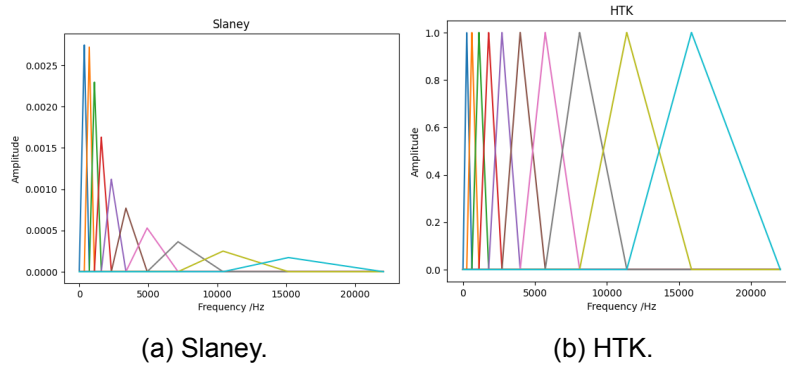 Slaney
Amplitude
0.0025
0.0020
0.0015
0.0010
0.0005
0.0000
0 5000 10000 15000 20000
Frequency /Hz
(a) Slaney.
HTK
Amplitude
1.0
0.8
0.6
0.4
0.2
0.0
0 5000 10000 15000 20000
Frequency /Hz
(b) HTK.